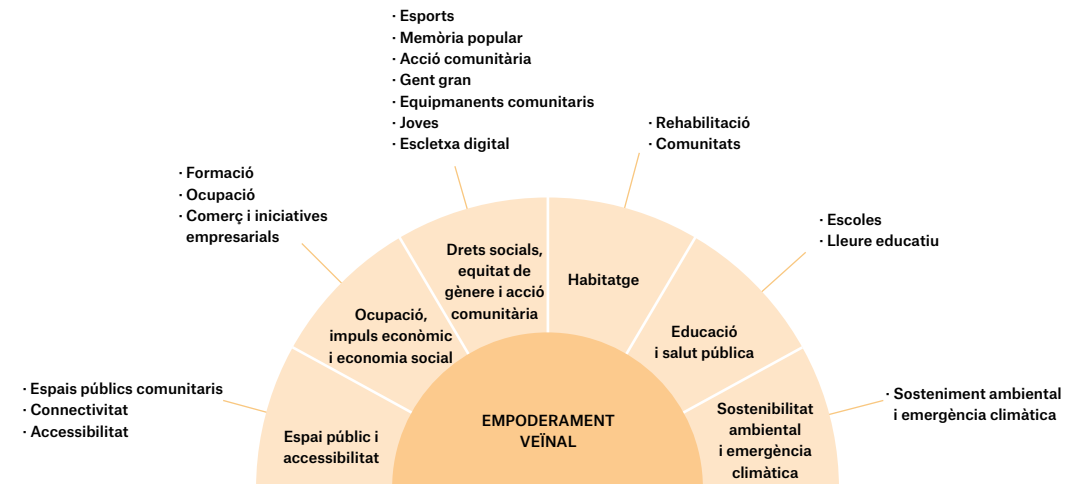 · Esports
· Memòria popular
· Acció comunitària
· Gent gran
· Equipmanents comunitaris
· Joves
· Escletxa digital
· Rehabilitació
· Comunitats
· Formació
· Ocupació
· Comerç i iniciatives
empresarials
· Escoles
· Lleure educatiu
· Espais públics comunitaris
· Connectivitat
· Accessibilitat
· Sosteniment ambiental
i emergència climàtica
Espai públic i
accessibilitat
Ocupació,
impuls econòmic
i economia social
Drets socials,
equitat de
gènere i acció
comunitària
Habitatge
Educació
i salut pública
Sostenibilitat
ambiental
i emergència
climàtica
EMPODERAMENT
VEÏNAL